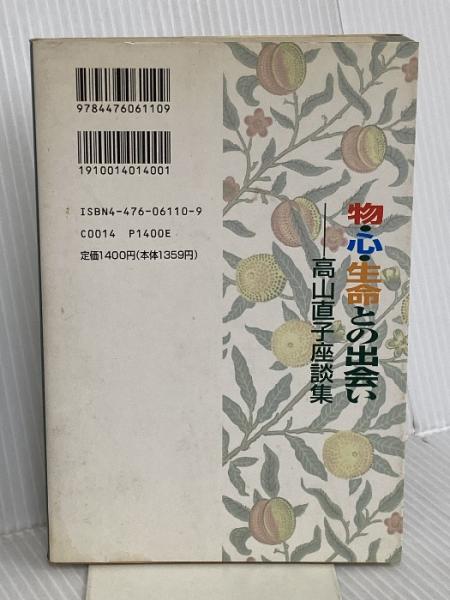 9784476061109
1910014014001
ISBN4-476-06110-9
C0014 P1400E
定価1400円(本体1359円)
物・心・生命との出会い
──高山直子座談集